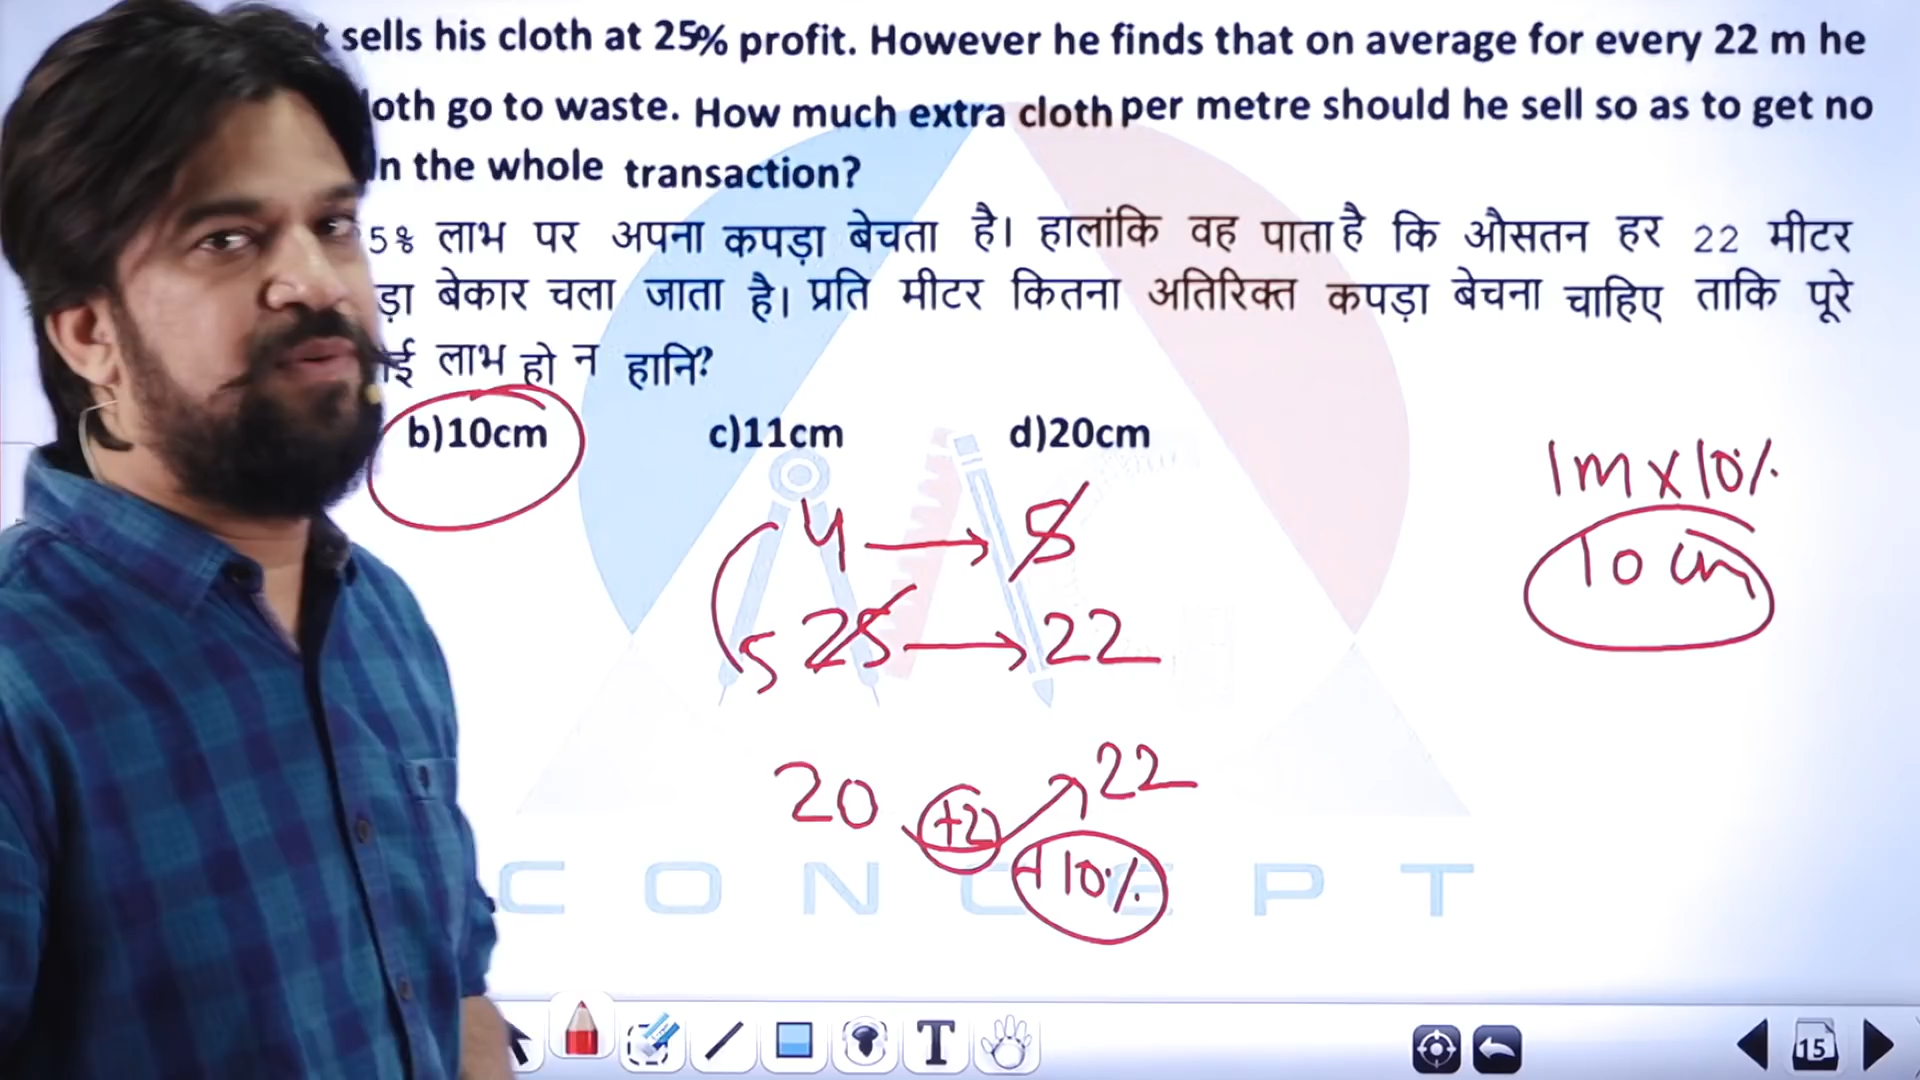 sells his cloth at 25% profit. However he finds that on average for every 22 m he
loth go to waste. How much extra cloth per metre should he sell so as to get no
the whole transaction?
5% लाभ पर अपना कपड़ा बेचता है। हालांकि वह पाता है कि औसतन हर 22 मीटर
ड़ा बेकार चला जाता है। प्रति मीटर कितना अतिरिक्त कपड़ा बेचना चाहिए ताकि पूरे
ई लाभ हो न हानि?
b)10cm c)11cm d)20cm
1m x 10%
10 cm
4 → 5
5 25 → 22
20 +2 22
+10%
CONCEPT
T 15